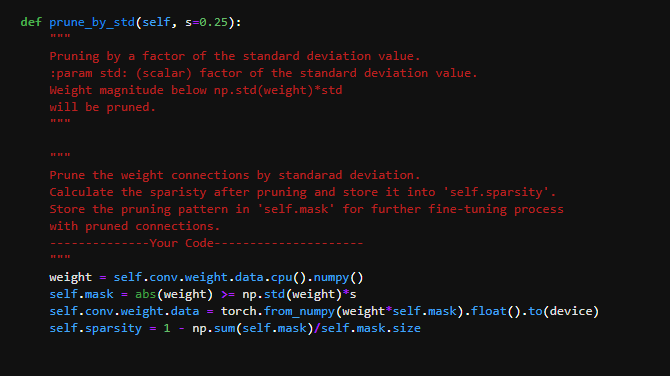 def prune_by_std(self, s=0.25):
"""
Pruning by a factor of the standard deviation value.
:param std: (scalar) factor of the standard deviation value.
Weight magnitude below np.std(weight)*std
will be pruned.
"""
"""
Prune the weight connections by standarad deviation.
Calculate the sparisty after pruning and store it into 'self.sparsity'.
Store the pruning pattern in 'self.mask' for further fine-tuning process
with pruned connections.
--------------Your Code---------------------
"""
weight = self.conv.weight.data.cpu().numpy()
self.mask = abs(weight) >= np.std(weight)*s
self.conv.weight.data = torch.from_numpy(weight*self.mask).float().to(device)
self.sparsity = 1 - np.sum(self.mask)/self.mask.size